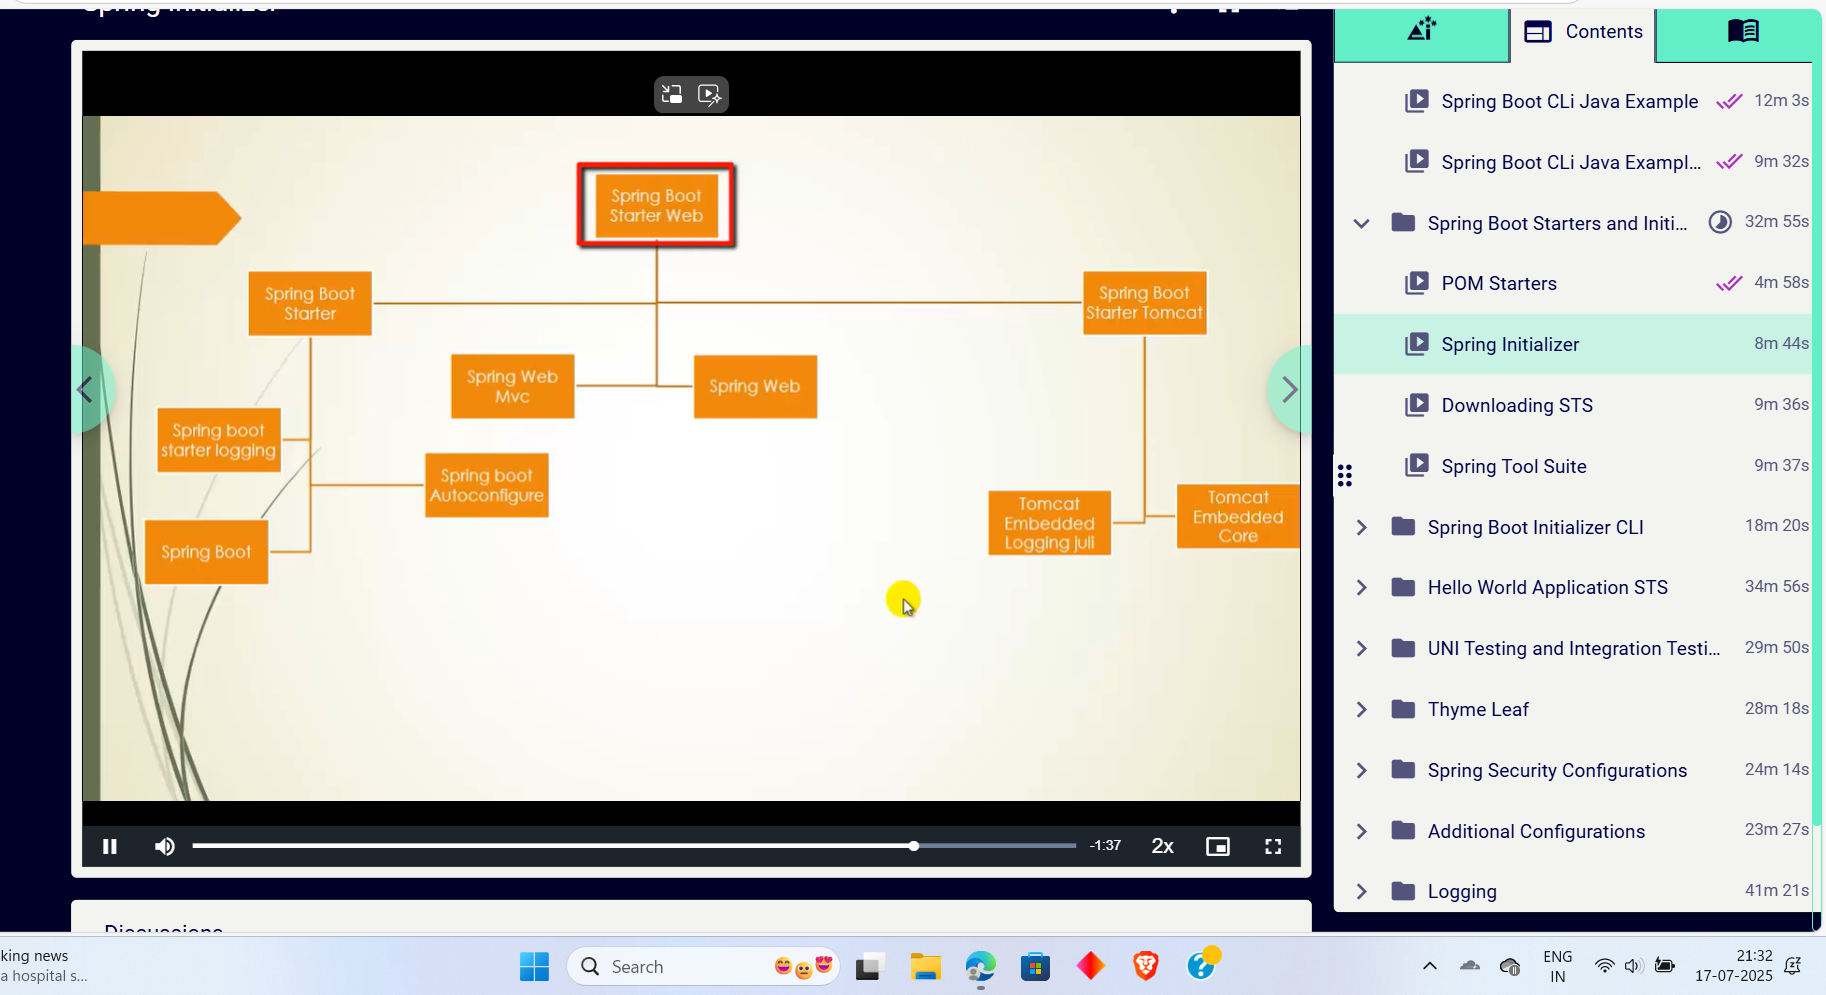 Spring Initializer
Spring Boot
Starter Web
Spring Boot
Starter
Spring Boot
Starter Tomcat
Spring Web
Mvc
Spring Web
Spring boot
starter logging
Spring boot
Autoconfigure
Spring Boot
Tomcat
Embedded
Logging juli
Tomcat
Embedded
Core
-1:37
2x
Discussions
Contents
Spring Boot CLi Java Example 12m 3s
Spring Boot CLi Java Exampl... 9m 32s
Spring Boot Starters and Initi... 32m 55s
POM Starters 4m 58s
Spring Initializer 8m 44s
Downloading STS 9m 36s
Spring Tool Suite 9m 37s
Spring Boot Initializer CLI 18m 20s
Hello World Application STS 34m 56s
UNI Testing and Integration Testi... 29m 50s
Thyme Leaf 28m 18s
Spring Security Configurations 24m 14s
Additional Configurations 23m 27s
Logging 41m 21s
king news
a hospital s...
Search
ENG
IN
21:32
17-07-2025